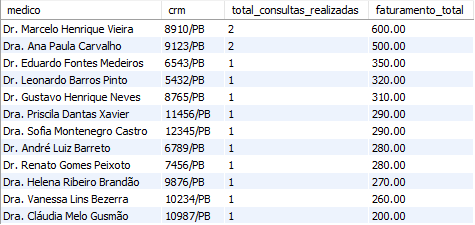 medico crm total_consultas_realizadas faturamento_total
Dr. Marcelo Henrique Vieira 8910/PB 2 600.00
Dra. Ana Paula Carvalho 9123/PB 2 500.00
Dr. Eduardo Fontes Medeiros 6543/PB 1 350.00
Dr. Leonardo Barros Pinto 5432/PB 1 320.00
Dr. Gustavo Henrique Neves 8765/PB 1 310.00
Dra. Priscila Dantas Xavier 11456/PB 1 290.00
Dra. Sofia Montenegro Castro 12345/PB 1 290.00
Dr. André Luiz Barreto 6789/PB 1 280.00
Dr. Renato Gomes Peixoto 7456/PB 1 280.00
Dra. Helena Ribeiro Brandão 9876/PB 1 270.00
Dra. Vanessa Lins Bezerra 10234/PB 1 260.00
Dra. Cláudia Melo Gusmão 10987/PB 1 200.00